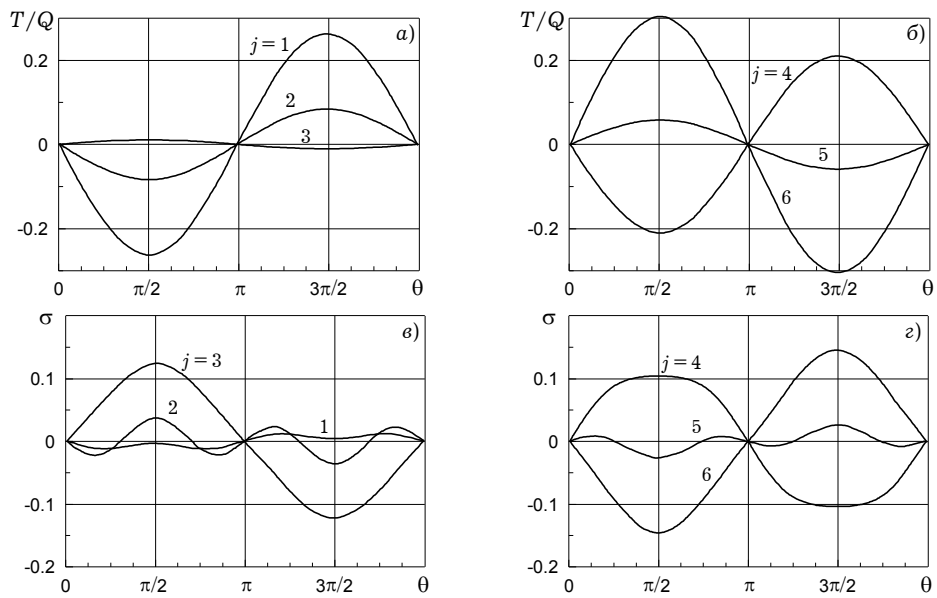 T/Q
а)
j = 1
0.2
2
3
0
-0.2
0
π/2
π
3π/2
θ
T/Q
б)
j = 4
0.2
5
0
6
-0.2
0
π/2
π
3π/2
θ
σ
в)
j = 3
0.1
2
1
0
-0.1
-0.2
0
π/2
π
3π/2
θ
σ
г)
j = 4
0.1
5
0
6
-0.1
-0.2
0
π/2
π
3π/2
θ